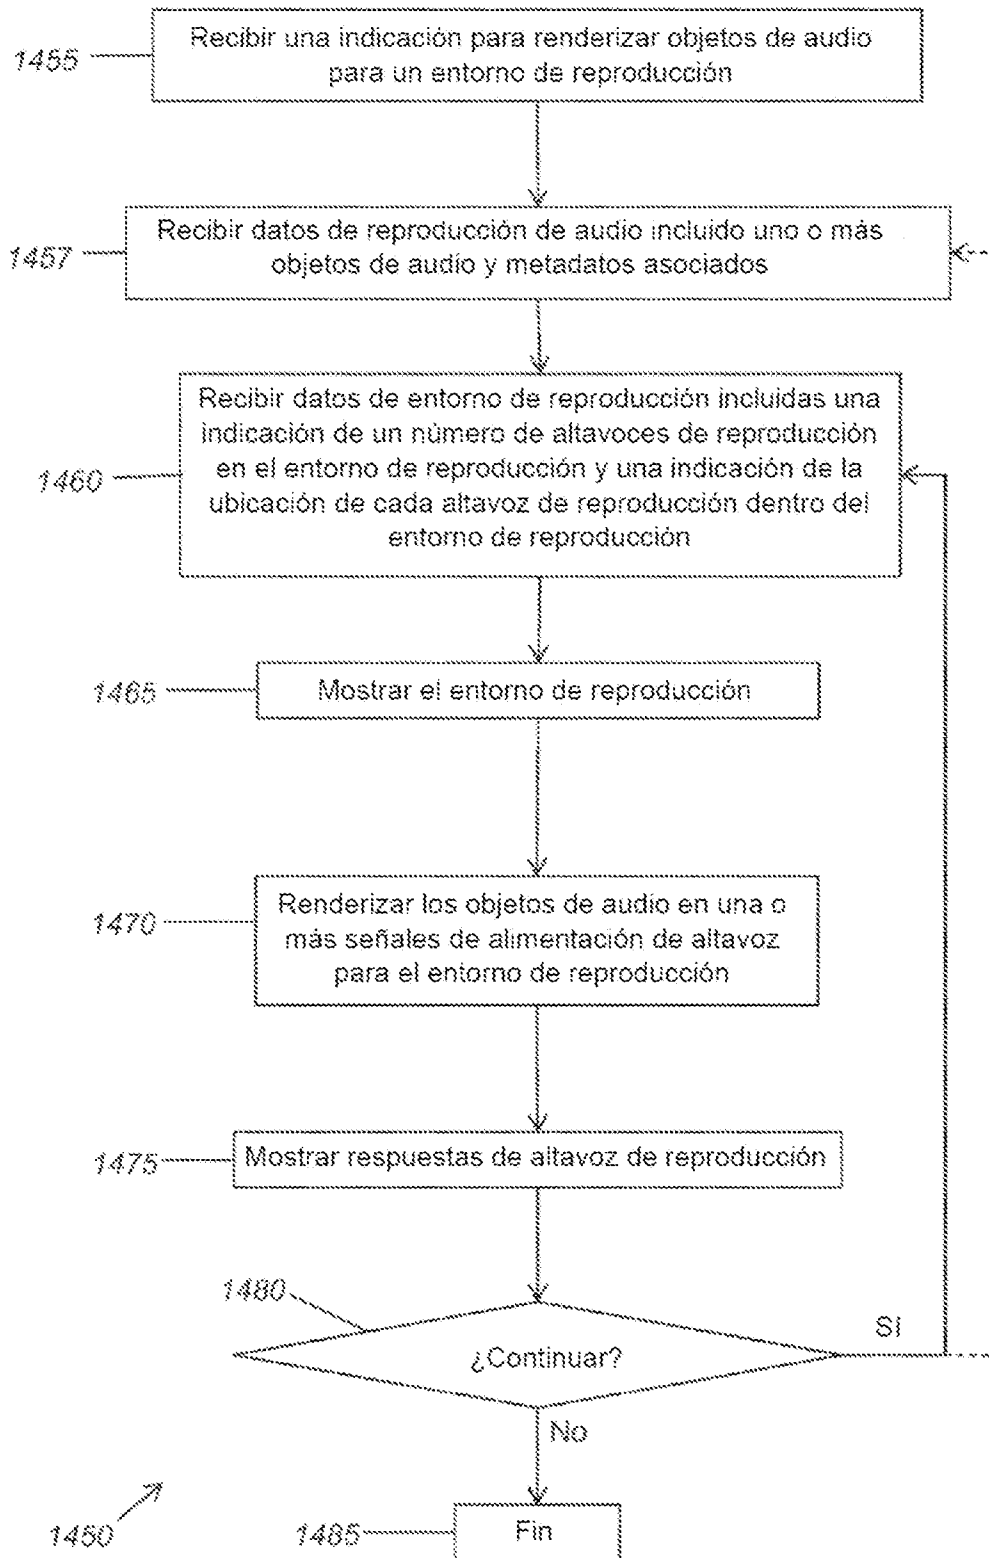 1455
Recibir una indicación para renderizar objetos de audio
para un entorno de reproducción
1457
Recibir datos de reproducción de audio incluido uno o más
objetos de audio y metadatos asociados
1460
Recibir datos de entorno de reproducción incluidas una
indicación de un número de altavoces de reproducción
en el entorno de reproducción y una indicación de la
ubicación de cada altavoz de reproducción dentro del
entorno de reproducción
1465
Mostrar el entorno de reproducción
1470
Renderizar los objetos de audio en una o
más señales de alimentación de altavoz
para el entorno de reproducción
1475
Mostrar respuestas de altavoz de reproducción
1480
¿Continuar?
SI
No
1450
1485
Fin